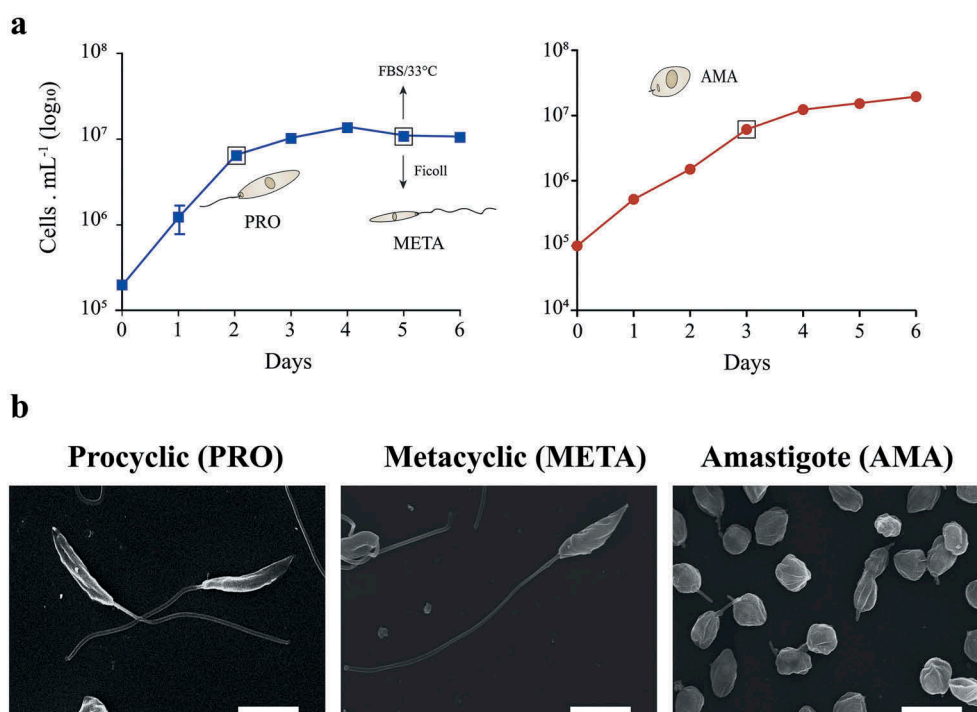 a
Cells . mL⁻¹ (log₁₀)
10⁸
10⁷
10⁶
10⁵
0 1 2 3 4 5 6
Days
PRO
FBS/33°C
Ficoll
META
10⁸
10⁷
10⁶
10⁵
10⁴
0 1 2 3 4 5 6
Days
AMA
b
Procyclic (PRO)
Metacyclic (META)
Amastigote (AMA)